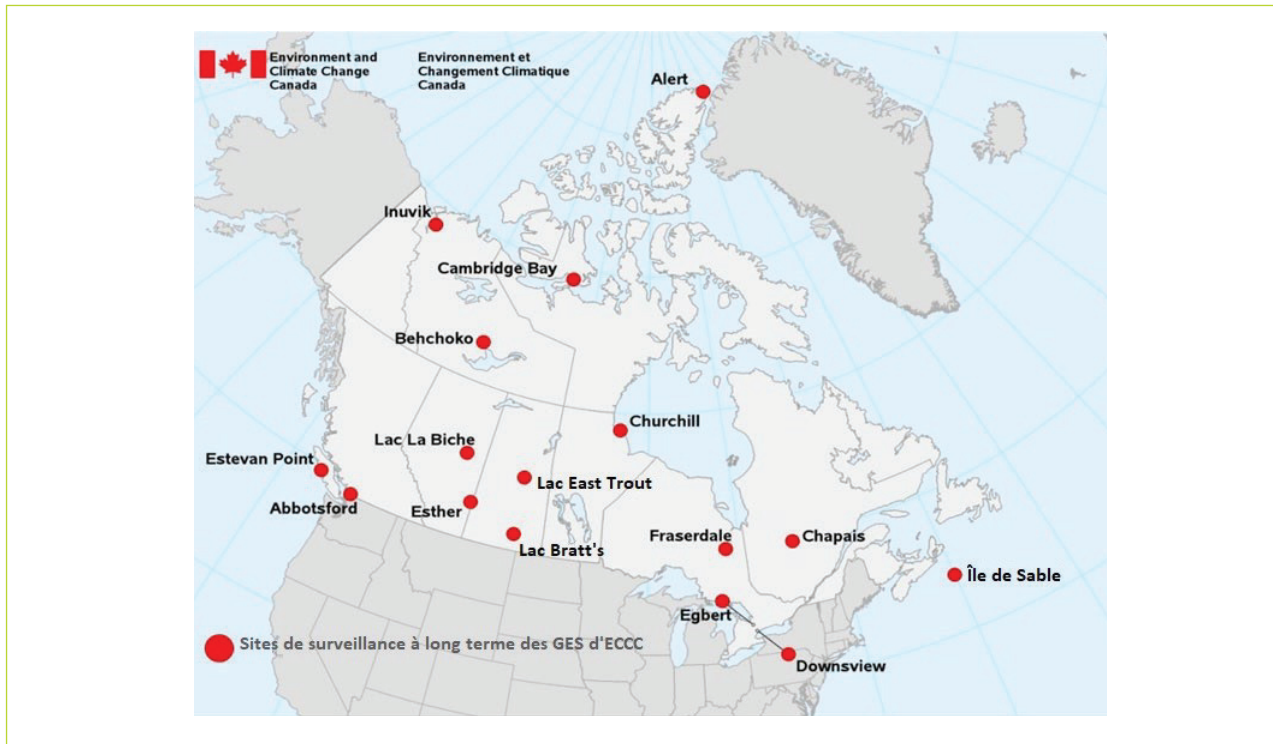 Environment and
Climate Change
Canada
Environnement et
Changement Climatique
Canada
Alert
Inuvik
Cambridge Bay
Behchoko
Churchill
Lac La Biche
Estevan Point
Lac East Trout
Abbotsford
Esther
Lac Bratt's
Fraserdale
Chapais
Île de Sable
Egbert
Sites de surveillance à long terme des GES d'ECCC
Downsview